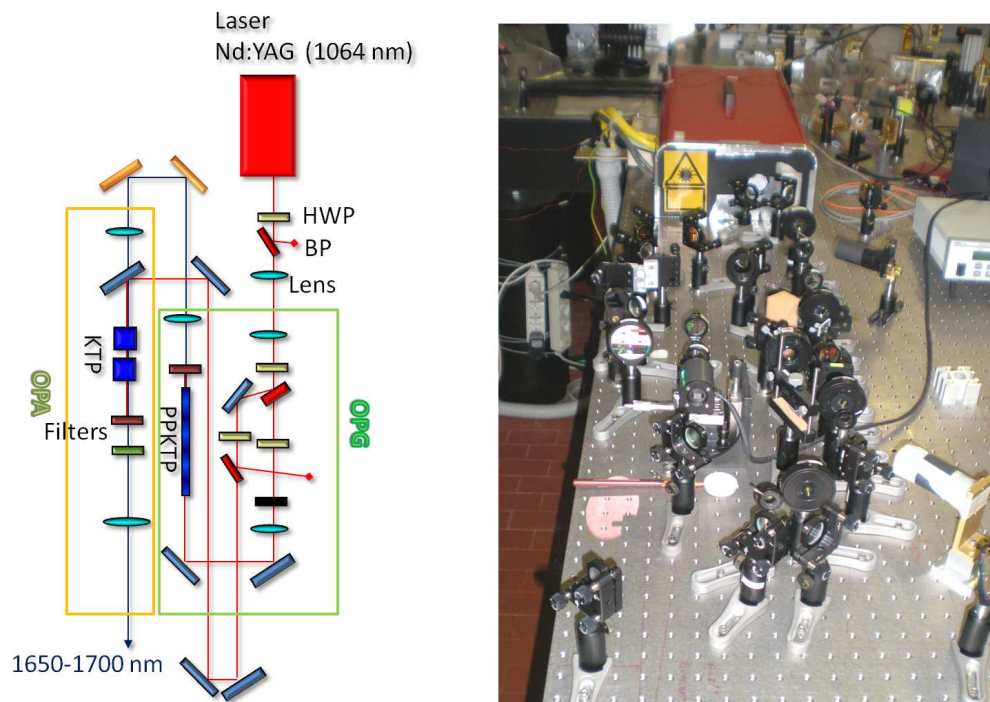 Laser
Nd:YAG (1064 nm)
HWP
BP
Lens
KTP
OPA
Filters
PPKTP
OPG
1650-1700 nm